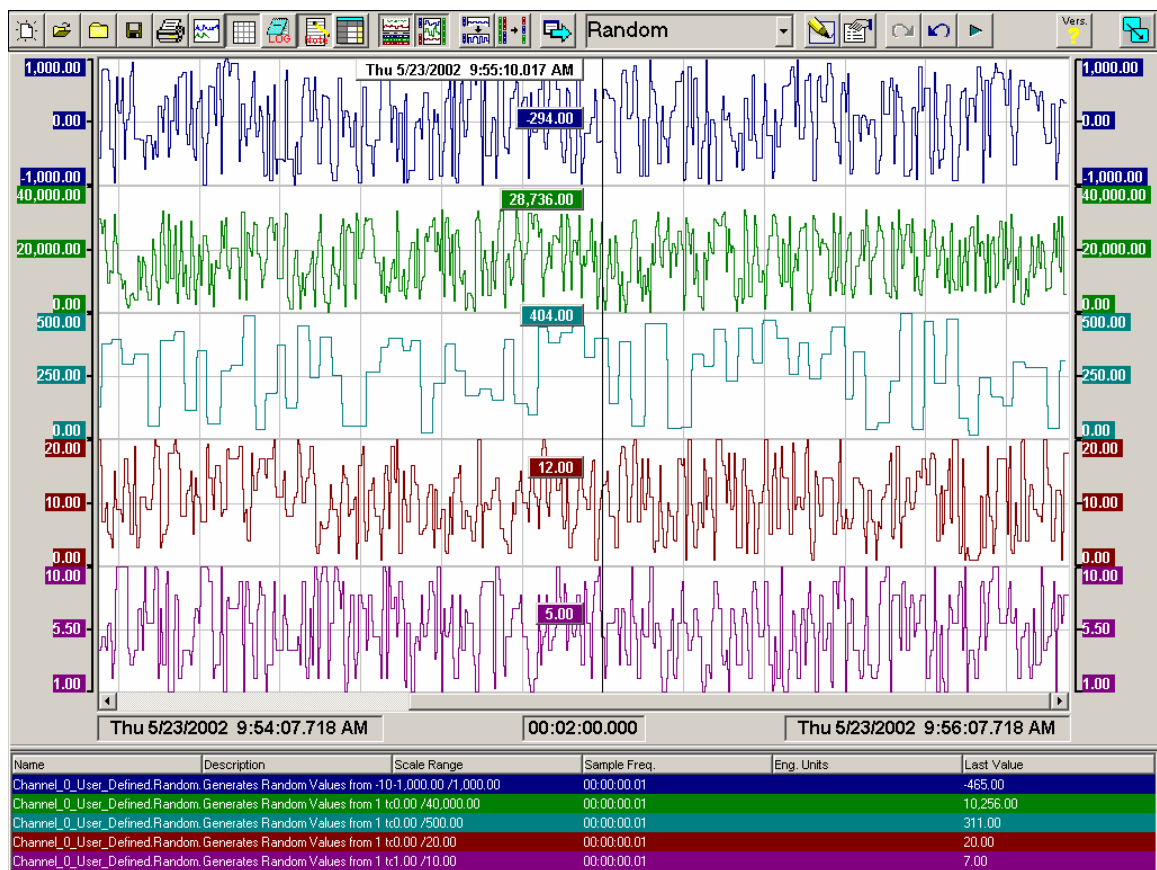 LOG
Note
Random
Vers.
?
1,000.00 Thu 5/23/2002 9:55:10.017 AM 1,000.00
0.00 -294.00 0.00
-1,000.00 -1,000.00
40,000.00 28,736.00 40,000.00
20,000.00 20,000.00
0.00 0.00
500.00 404.00 500.00
250.00 250.00
0.00 0.00
20.00 12.00 20.00
10.00 10.00
0.00 0.00
10.00 10.00
5.50 5.00 5.50
1.00 1.00
Thu 5/23/2002 9:54:07.718 AM 00:02:00.000 Thu 5/23/2002 9:56:07.718 AM
Name Description Scale Range Sample Freq. Eng. Units Last Value
Channel_0_User_Defined.Random. Generates Random Values from -10 -1,000.00 /1,000.00 00:00:00.01 -465.00
Channel_0_User_Defined.Random. Generates Random Values from 1 to 0.00 /40,000.00 00:00:00.01 10,256.00
Channel_0_User_Defined.Random. Generates Random Values from 1 to 0.00 /500.00 00:00:00.01 311.00
Channel_0_User_Defined.Random. Generates Random Values from 1 to 0.00 /20.00 00:00:00.01 20.00
Channel_0_User_Defined.Random. Generates Random Values from 1 to 1.00 /10.00 00:00:00.01 7.00